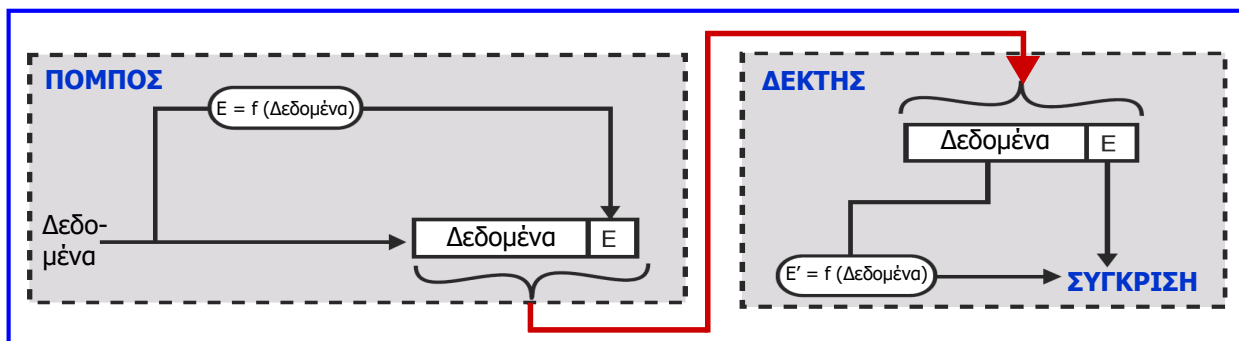 ΠΟΜΠΟΣ
E = f (Δεδομένα)
Δεδο-
μένα
Δεδομένα E
ΔΕΚΤΗΣ
Δεδομένα E
E’ = f (Δεδομένα)
ΣΥΓΚΡΙΣΗ